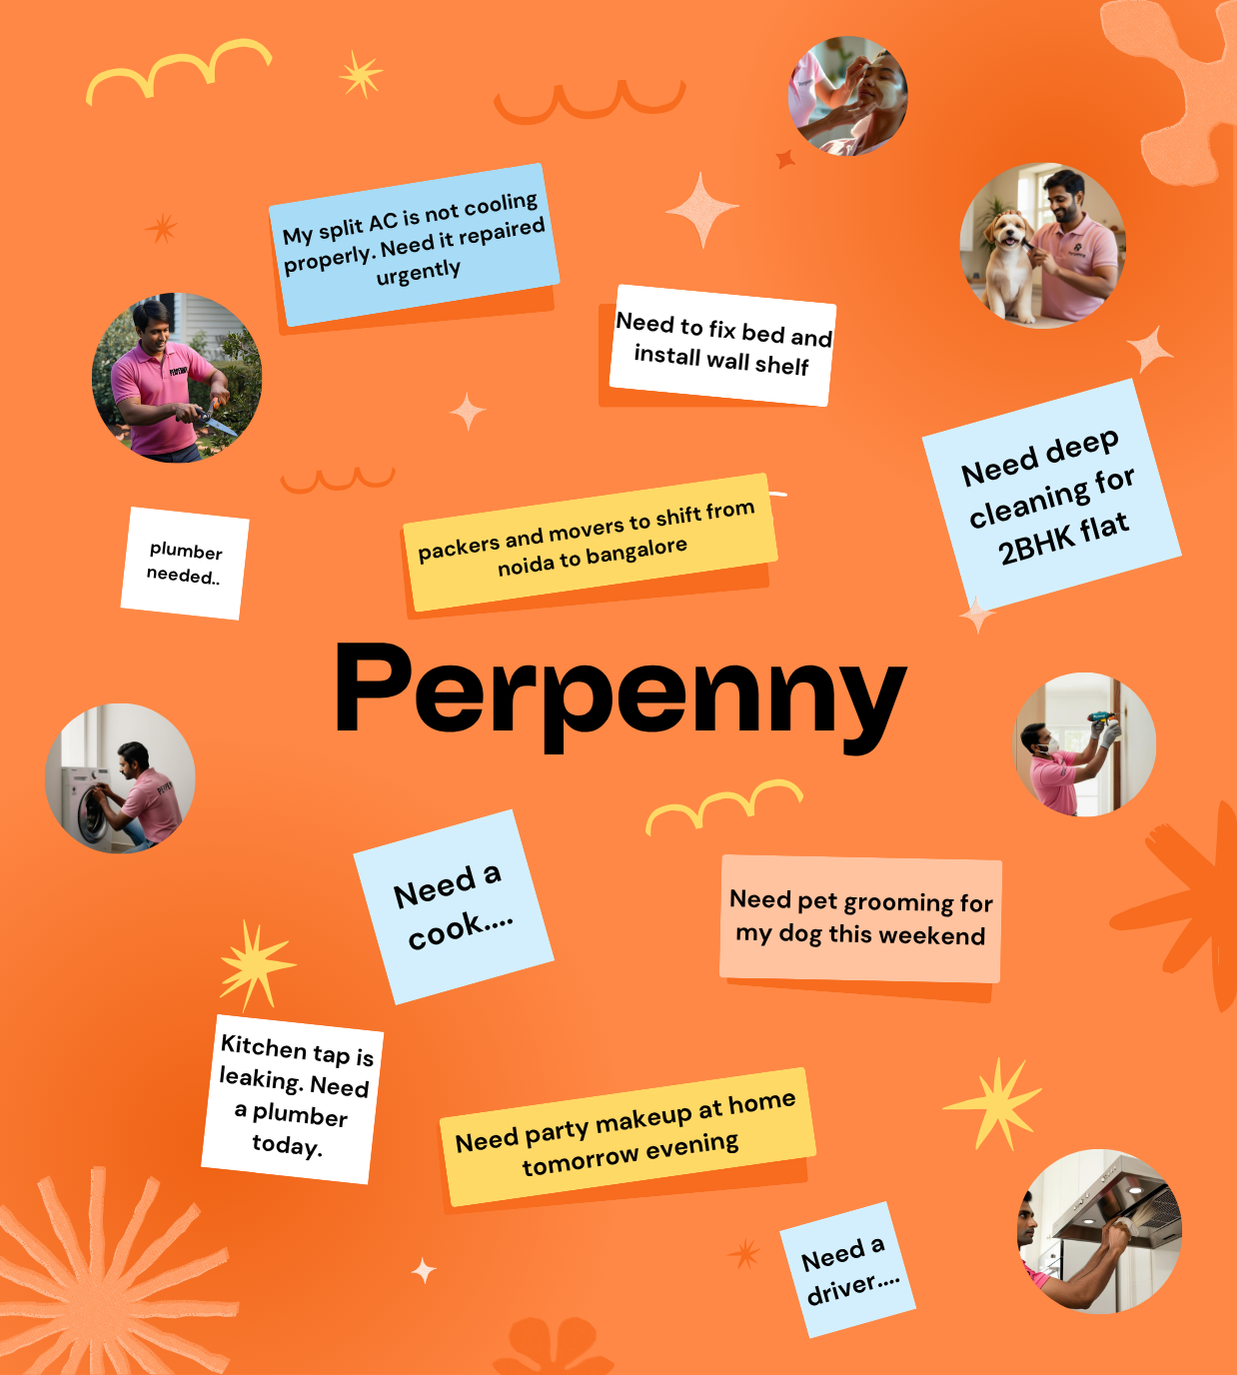 My split AC is not cooling
properly. Need it repaired
urgently
Need to fix bed and
install wall shelf
PERPENNY
Need deep
cleaning for
2BHK flat
packers and movers to shift from
noida to bangalore
plumber
needed..
Perpenny
Need a
cook....
Need pet grooming for
my dog this weekend
Kitchen tap is
leaking. Need
a plumber
today.
Need party makeup at home
tomorrow evening
Need a
driver....